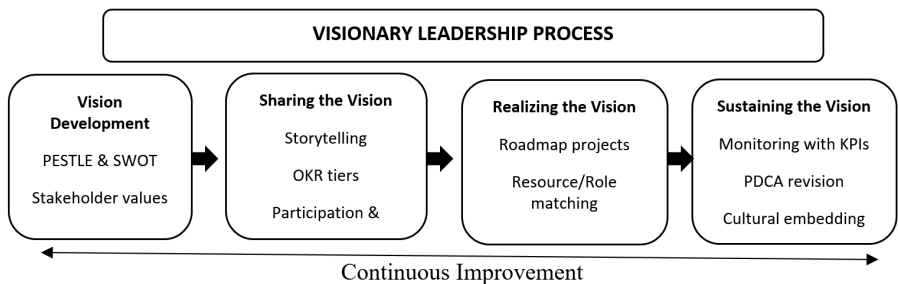 VISIONARY LEADERSHIP PROCESS
Vision
Development
PESTLE & SWOT
Stakeholder values
Sharing the Vision
Storytelling
OKR tiers
Participation &
Realizing the Vision
Roadmap projects
Resource/Role
matching
Sustaining the Vision
Monitoring with KPIs
PDCA revision
Cultural embedding
Continuous Improvement